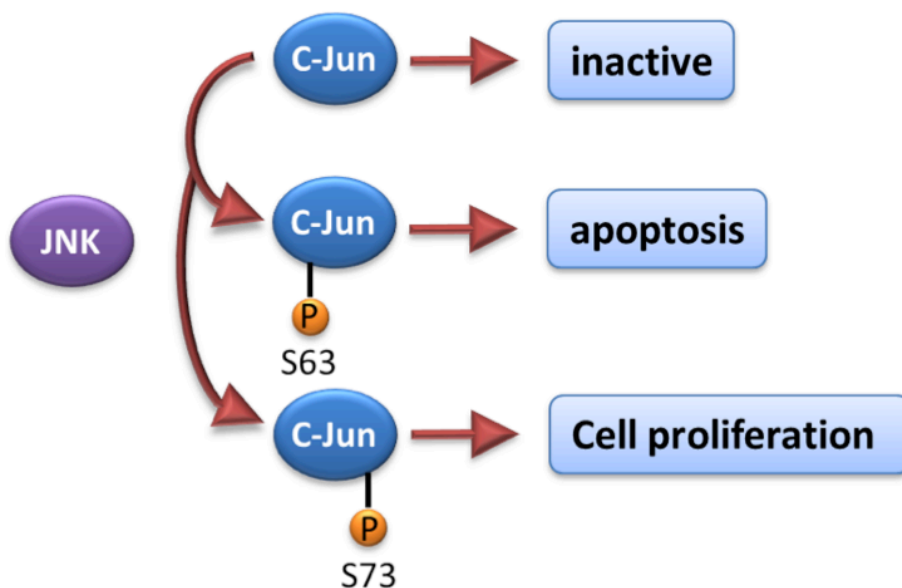 C-Jun
inactive
JNK
C-Jun
apoptosis
P
S63
C-Jun
Cell proliferation
P
S73